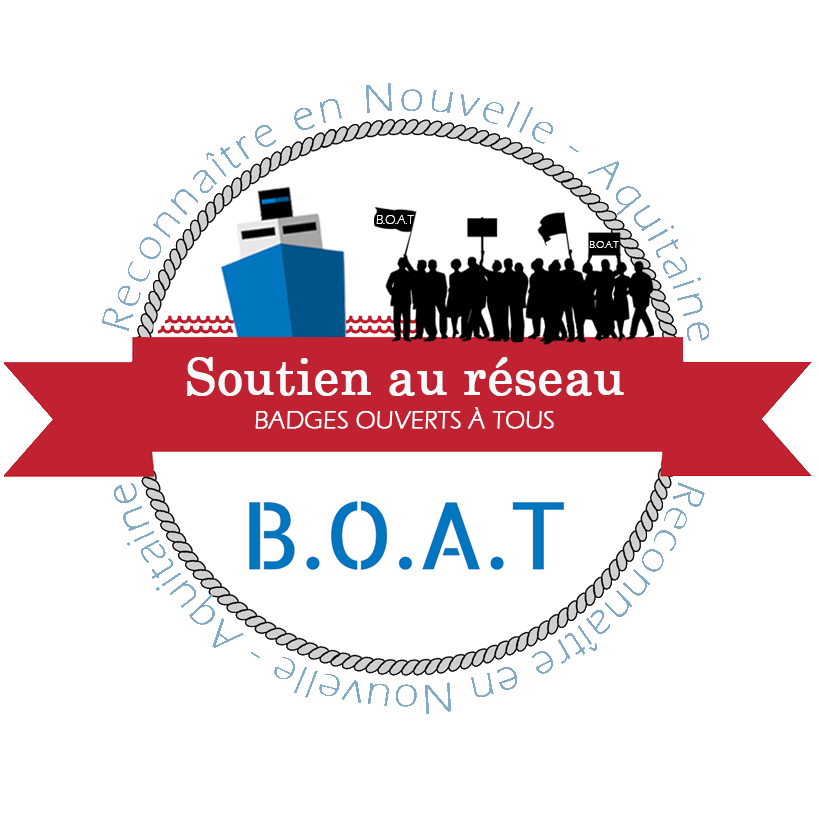 Reconnaître en Nouvelle - Aquitaine
B.O.A.T
B.O.A.T
Soutien au réseau
BADGES OUVERTS À TOUS
B.O.A.T
Reconnaître en Nouvelle - Aquitaine